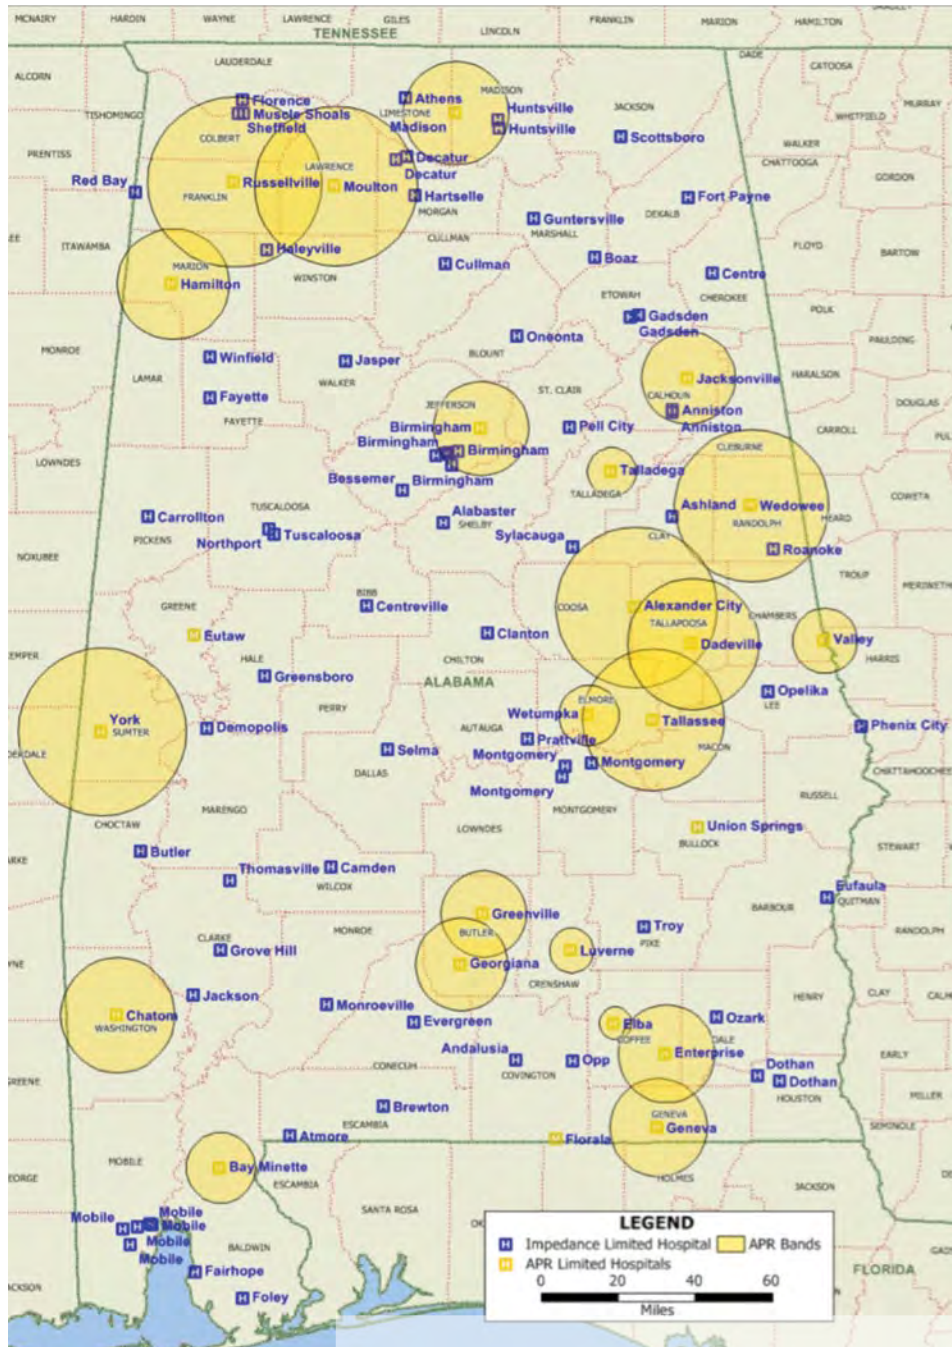 MCNAIRY
HARDIN
WAYNE
LAWRENCE
GILES
LINCOLN
FRANKLIN
MARION
HAMILTON
TENNESSEE
DADE
CATOOSA
ALCORN
LAUDERDALE
MADISON
Florence
Athens
Huntsville
JACKSON
MURRAY
TISHOMINGO
Muscle Shoals
LIMESTONE
WHITFIELD
Sheffield
Madison
Huntsville
COLBERT
Scottsboro
WALKER
PRENTISS
Decatur
CHATTOOGA
LAWRENCE
Decatur
GORDON
Red Bay
Russellville
Moulton
FRANKLIN
Hartselle
Fort Payne
MORGAN
DEKALB
Guntersville
MARSHALL
ITAWAMBA
Haleyville
CULLMAN
FLOYD
BARTOW
MARION
Cullman
Boaz
WINSTON
Centre
Hamilton
ETOWAH
CHEROKEE
POLK
Gadsden
Gadsden
Oneonta
PAULDING
MONROE
Winfield
Jasper
BLOUNT
HARALSON
LAMAR
WALKER
Jacksonville
ST. CLAIR
CALHOUN
Fayette
JEFFERSON
DOUGLAS
Anniston
FAYETTE
Birmingham
Pell City
Anniston
CARROLL
Birmingham
Birmingham
CLEBURNE
LOWNDES
Talladega
Bessemer
Birmingham
TALLADEGA
COWETA
TUSCALOOSA
Alabaster
Ashland
Wedowee
Carrollton
SHELBY
RANDOLPH
HEARD
PICKENS
Northport
Tuscaloosa
Sylacauga
CLAY
NOXUBEE
Roanoke
TROUP
BIBB
GREENE
Centreville
COOSA
Alexander City
CHAMBERS
TALLAPOOSA
Eutaw
Clanton
Dadeville
Valley
HALE
CHILTON
HARRIS
Greensboro
ALABAMA
Opelika
ELMORE
LEE
York
PERRY
Wetumpka
Tallassee
SUMTER
Demopolis
AUTAUGA
Phenix City
Prattville
MACON
Selma
Montgomery
Montgomery
DALLAS
CHATTAHOOCHEE
Montgomery
RUSSELL
MARENGO
MONTGOMERY
CHOCTAW
LOWNDES
Union Springs
BULLOCK
STEWART
Butler
Thomasville
Camden
WILCOX
Eufaula
QUITMAN
BARBOUR
Greenville
Troy
MONROE
BUTLER
RANDOLPH
CLARKE
PIKE
Grove Hill
Luverne
Georgiana
CRENSHAW
Jackson
HENRY
CLAY
Monroeville
Chatom
Evergreen
Elba
Ozark
WASHINGTON
COFFEE
DALE
Andalusia
Enterprise
EARLY
Opp
CONECUH
COVINGTON
Dothan
Dothan
HOUSTON
MILLER
Brewton
GENEVA
ESCAMBIA
Geneva
SEMINOLE
Atmore
Florala
MOBILE
Bay Minette
HOLMES
ESCAMBIA
JACKSON
SANTA ROSA
Mobile
Mobile
Mobile
Mobile
Mobile
BALDWIN
Fairhope
FLORIDA
Foley
LEGEND
Impedance Limited Hospital
APR Bands
APR Limited Hospitals
0 20 40 60
Miles